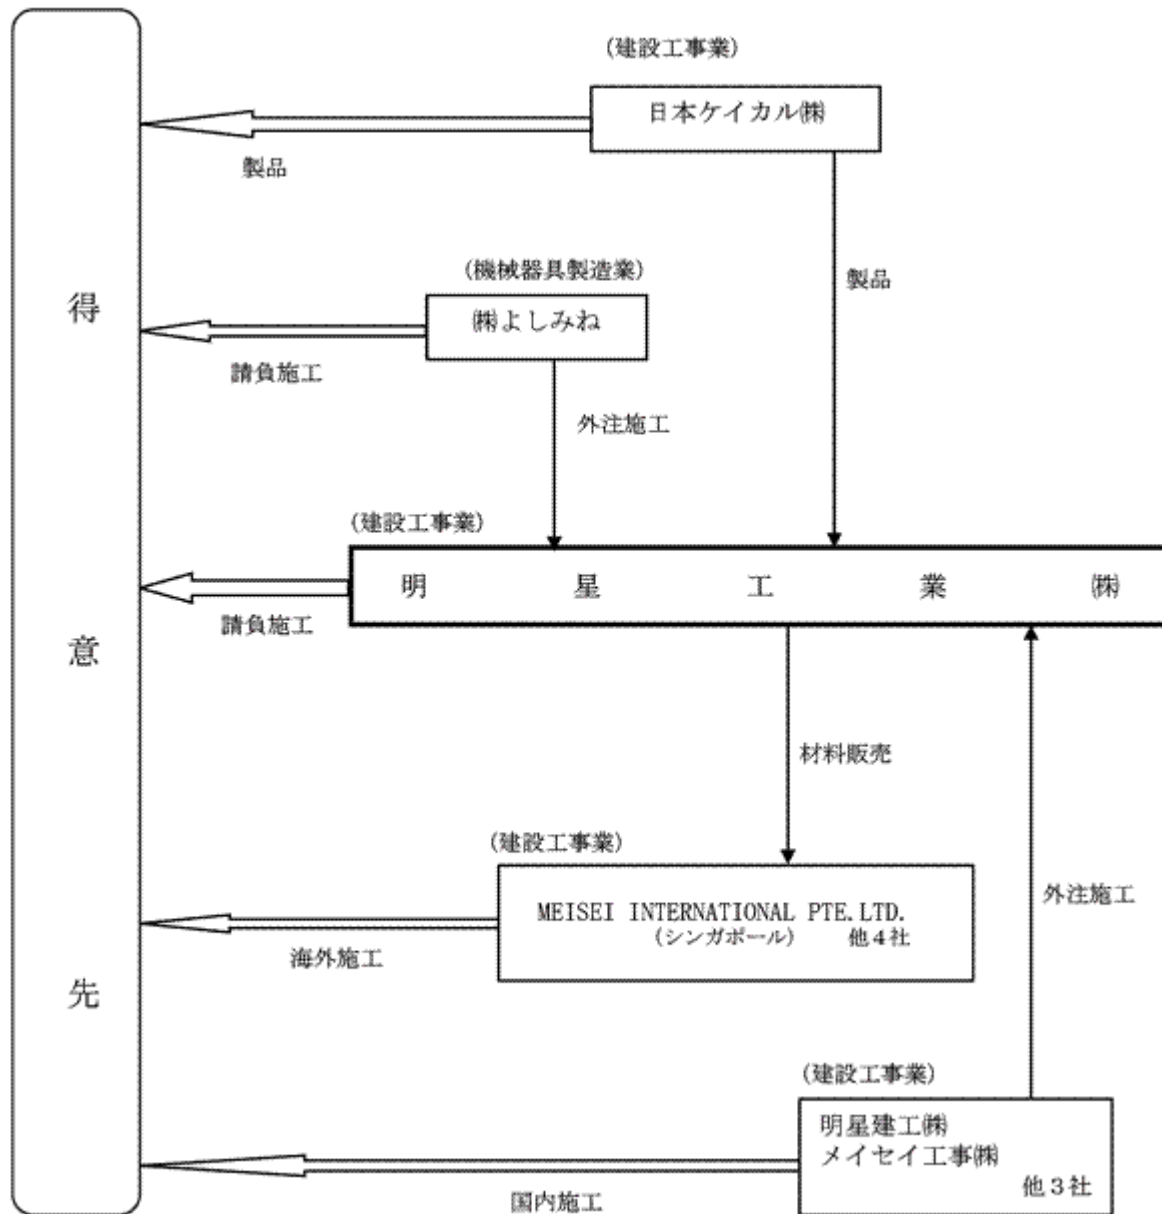 (建設工事業)
日本ケイカル㈱
製品
製品
(機械器具製造業)
㈱よしみね
請負施工
外注施工
得意先
(建設工事業)
明星工業㈱
請負施工
材料販売
(建設工事業)
MEISEI INTERNATIONAL PTE.LTD.
(シンガポール) 他4社
海外施工
外注施工
(建設工事業)
明星建工㈱
メイセイ工事㈱
他3社
国内施工